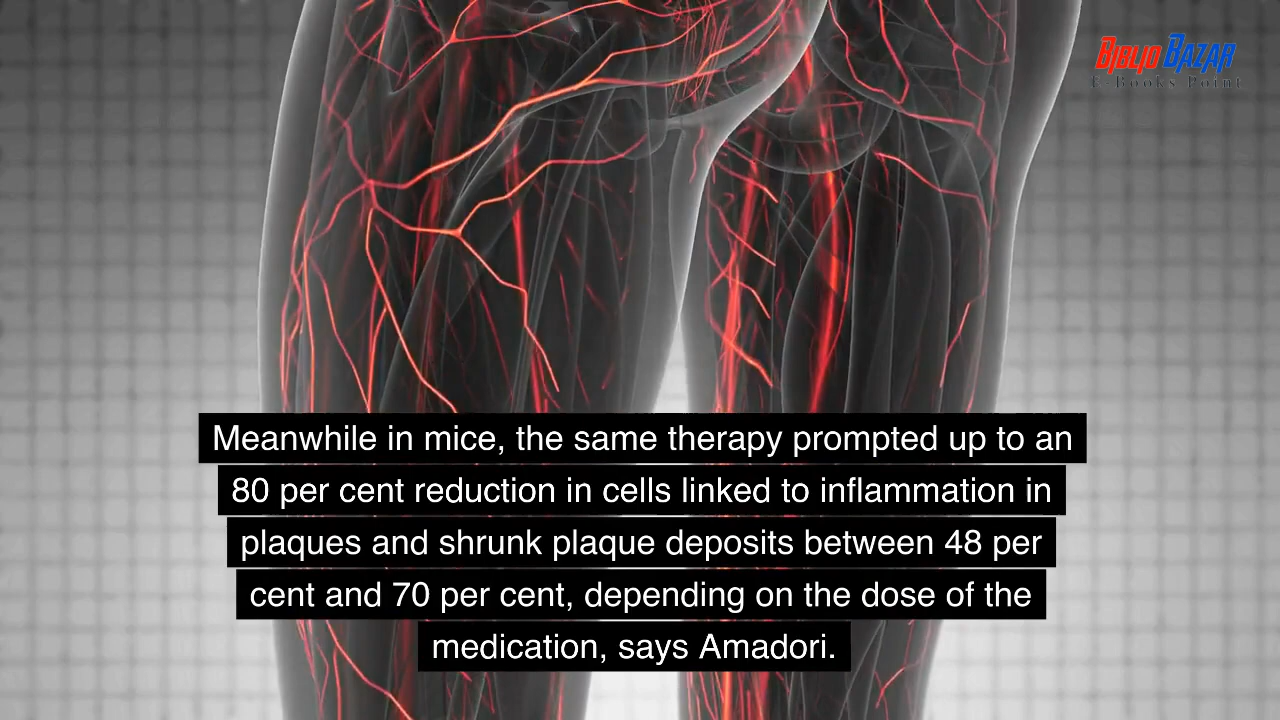 BIBLIO BAZAR
E-Books Point
Meanwhile in mice, the same therapy prompted up to an
80 per cent reduction in cells linked to inflammation in
plaques and shrunk plaque deposits between 48 per
cent and 70 per cent, depending on the dose of the
medication, says Amadori.